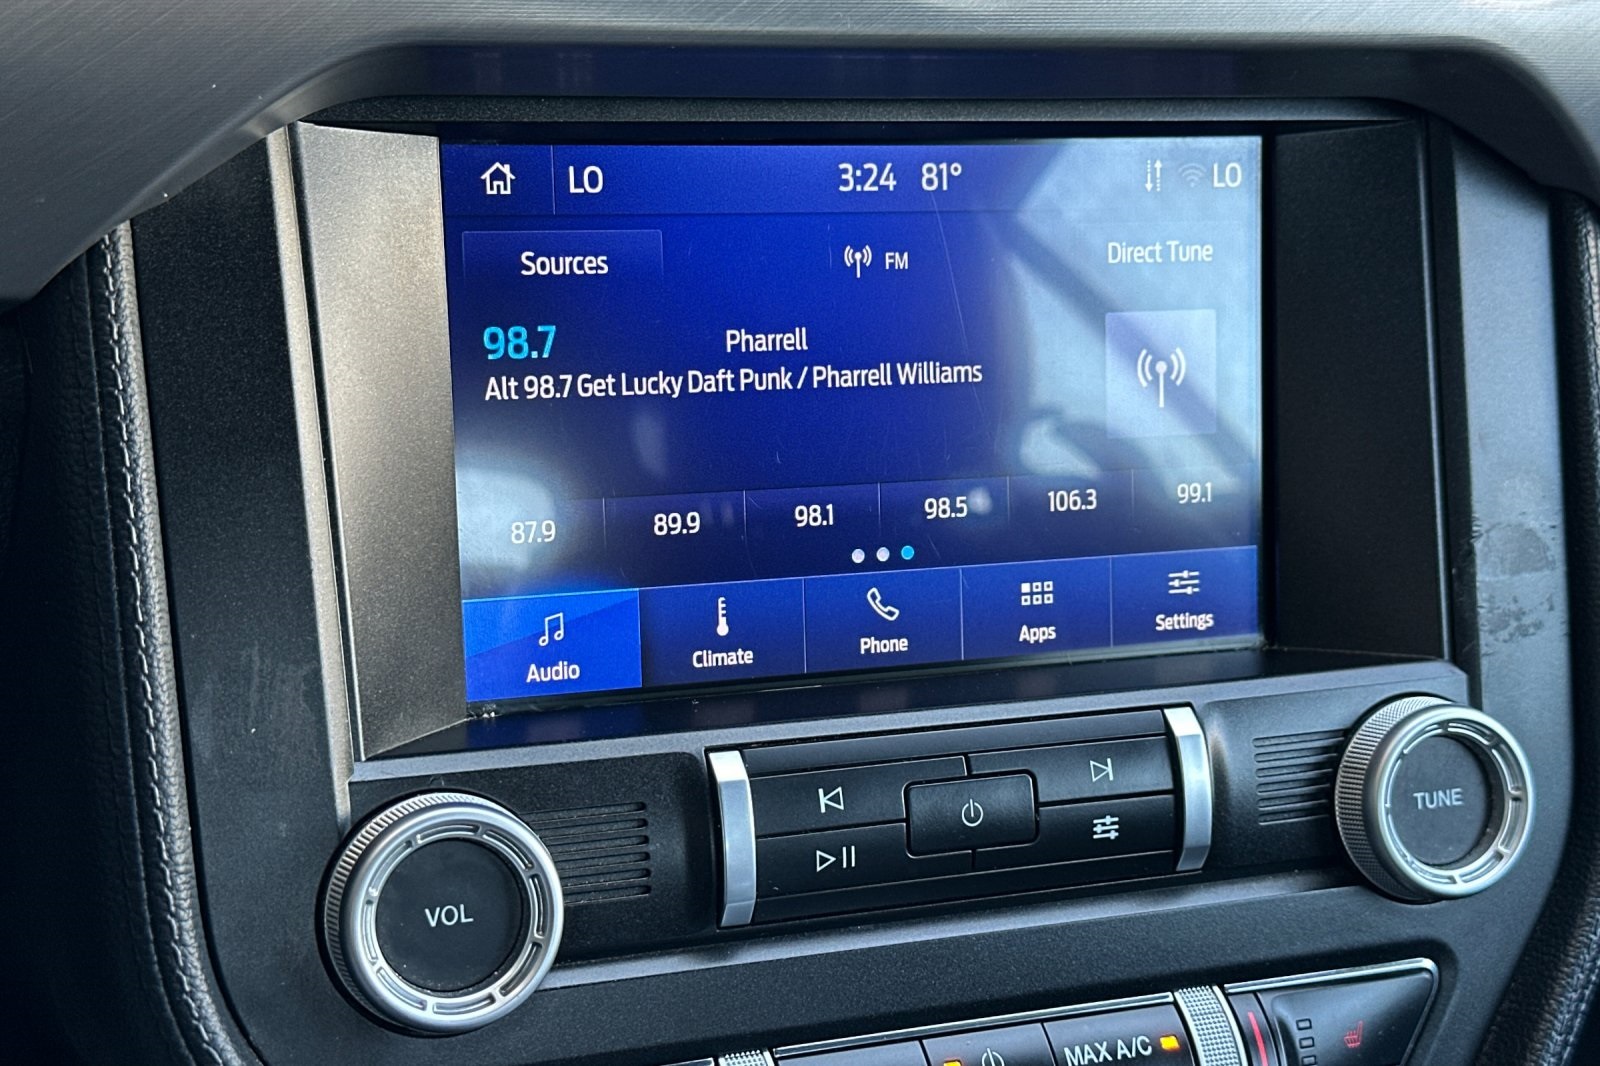 LO 3:24 81° LO
Sources FM Direct Tune
98.7 Pharrell
Alt 98.7 Get Lucky Daft Punk / Pharrell Williams
87.9 89.9 98.1 98.5 106.3 99.1
Audio Climate Phone Apps Settings
VOL TUNE
MAX A/C